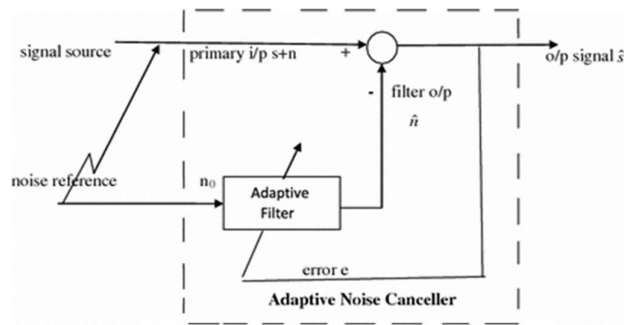 signal source
primary i/p s+n
+
o/p signal ŝ
-
filter o/p
n̂
noise reference
n₀
Adaptive
Filter
error e
Adaptive Noise Canceller